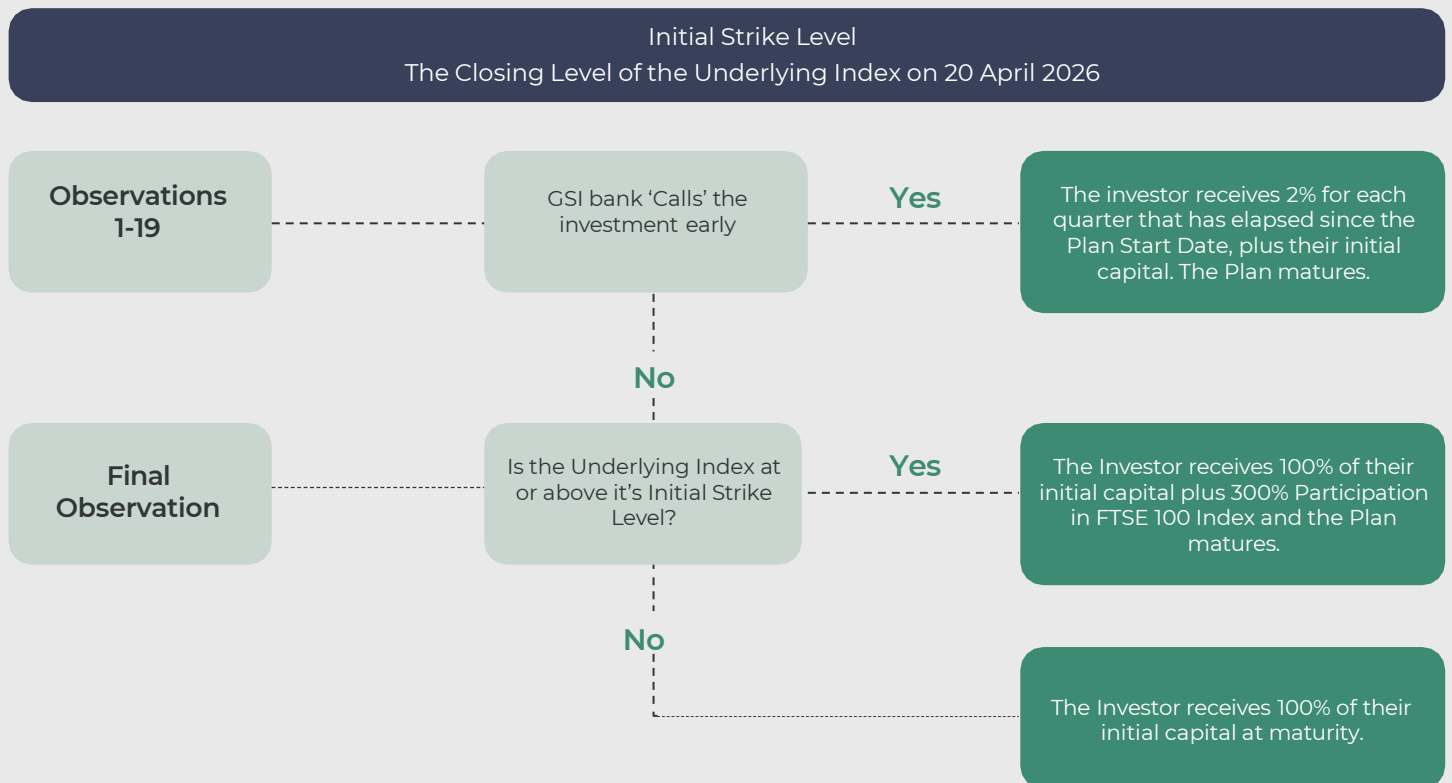 Initial Strike Level
The Closing Level of the Underlying Index on 20 April 2026
Observations
1-19
GSI bank ‘Calls’ the
investment early
Yes
The investor receives 2% for each
quarter that has elapsed since the
Plan Start Date, plus their initial
capital. The Plan matures.
No
Final
Observation
Is the Underlying Index at
or above it’s Initial Strike
Level?
Yes
The Investor receives 100% of their
initial capital plus 300% Participation
in FTSE 100 Index and the Plan
matures.
No
The Investor receives 100% of their
initial capital at maturity.